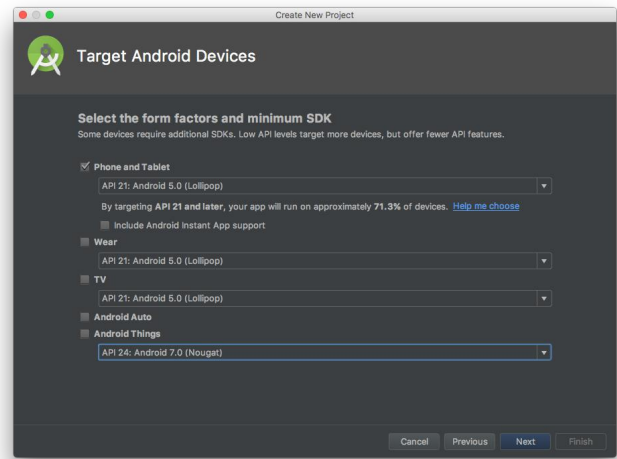 Create New Project
Target Android Devices
Select the form factors and minimum SDK
Some devices require additional SDKs. Low API levels target more devices, but offer fewer API features.
Phone and Tablet
API 21: Android 5.0 (Lollipop)
By targeting API 21 and later, your app will run on approximately 71.3% of devices. Help me choose
Include Android Instant App support
Wear
API 21: Android 5.0 (Lollipop)
TV
API 21: Android 5.0 (Lollipop)
Android Auto
Android Things
API 24: Android 7.0 (Nougat)
Cancel Previous Next Finish